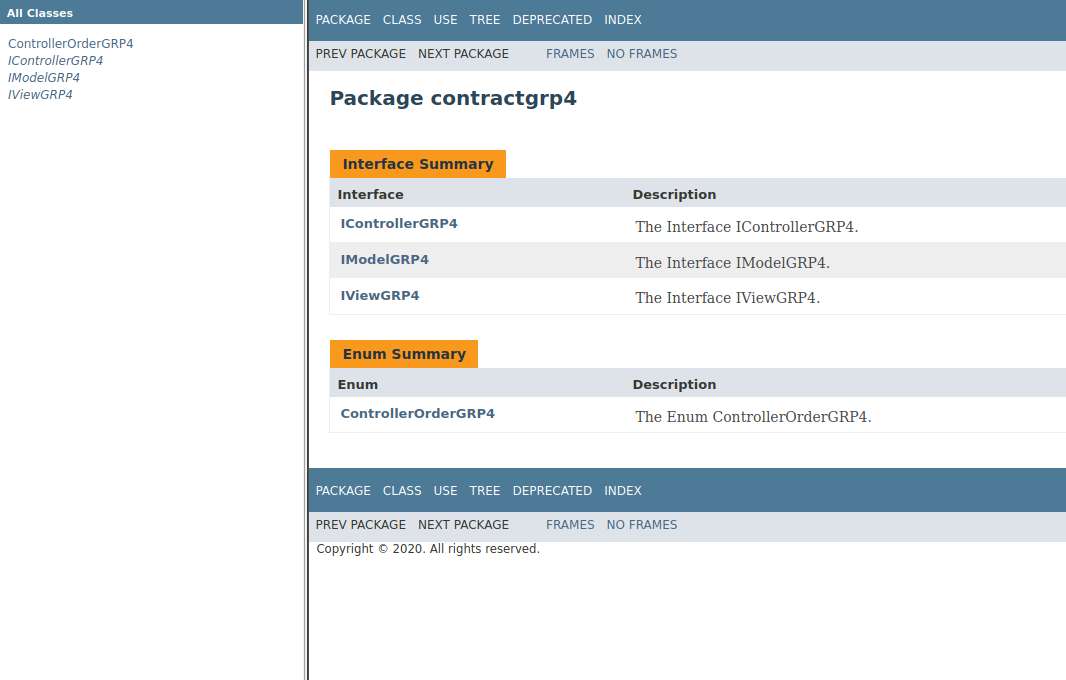 All Classes
ControllerOrderGRP4
IControllerGRP4
IModelGRP4
IViewGRP4
PACKAGE CLASS USE TREE DEPRECATED INDEX
PREV PACKAGE NEXT PACKAGE FRAMES NO FRAMES
Package contractgrp4
Interface Summary
Interface Description
IControllerGRP4 The Interface IControllerGRP4.
IModelGRP4 The Interface IModelGRP4.
IViewGRP4 The Interface IViewGRP4.
Enum Summary
Enum Description
ControllerOrderGRP4 The Enum ControllerOrderGRP4.
PACKAGE CLASS USE TREE DEPRECATED INDEX
PREV PACKAGE NEXT PACKAGE FRAMES NO FRAMES
Copyright © 2020. All rights reserved.